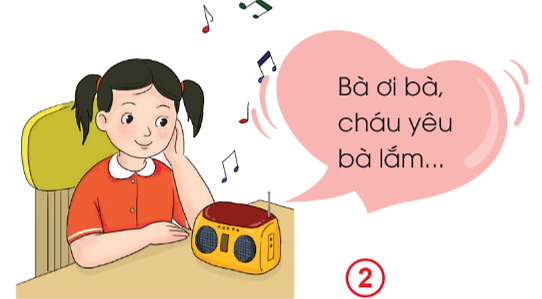 Bà ơi bà,
cháu yêu
bà lắm...
2